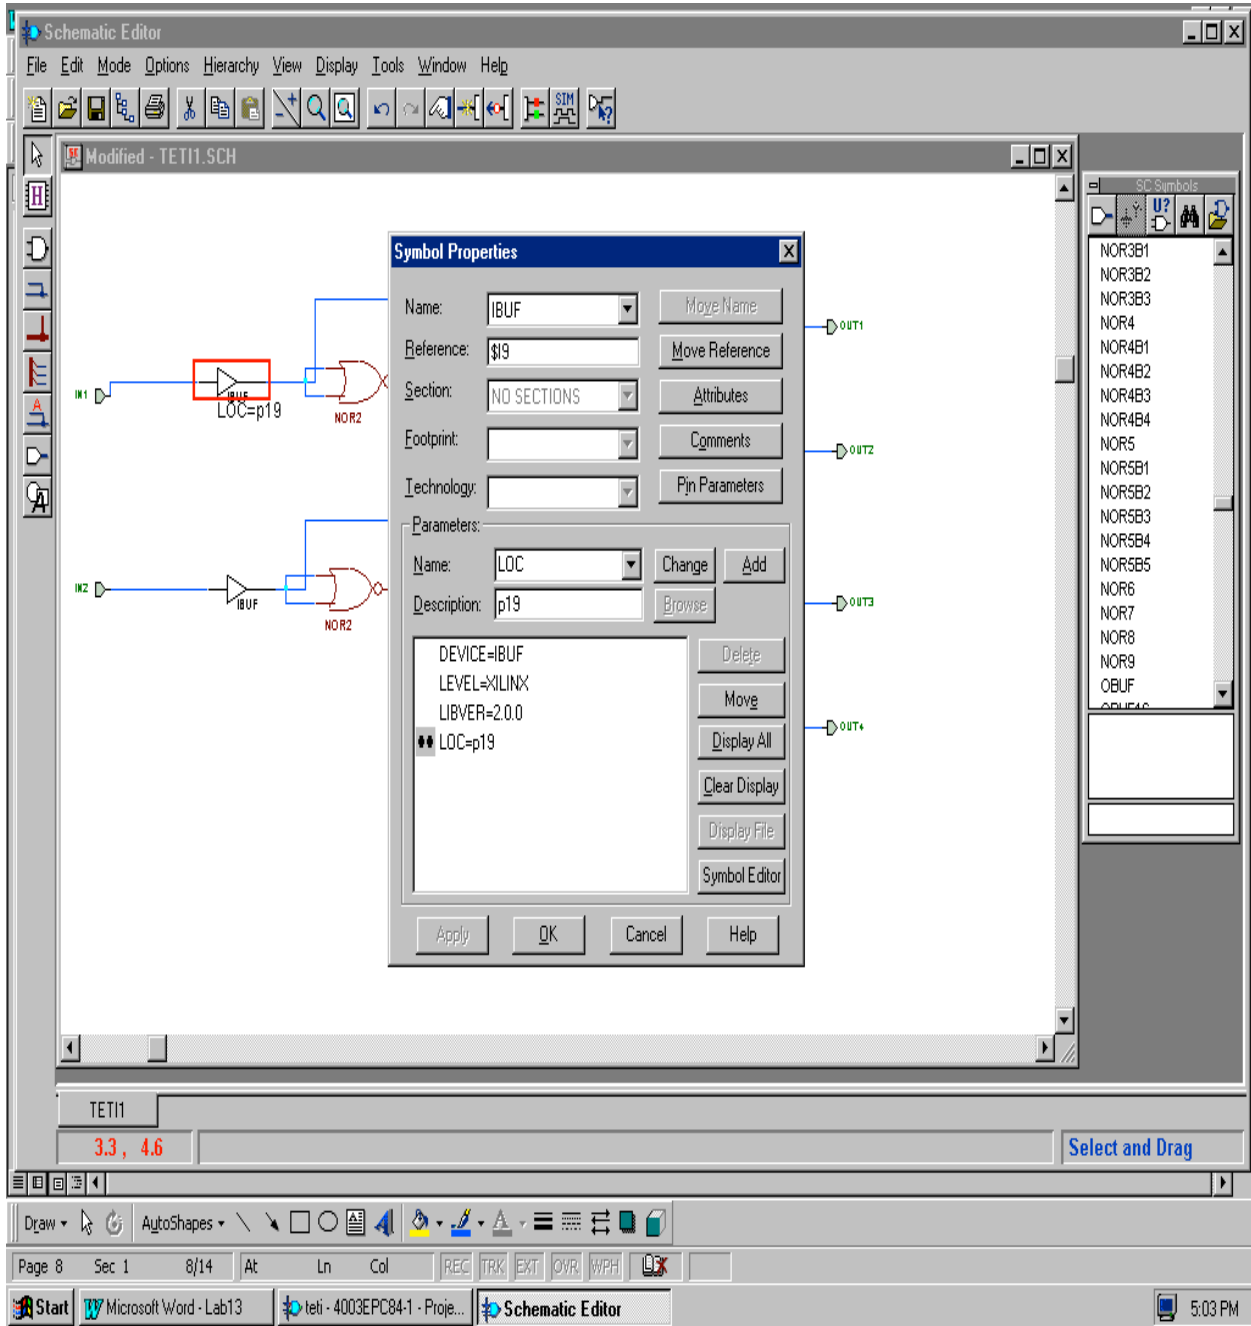 Schematic Editor
File Edit Mode Options Hierarchy View Display Tools Window Help
SIM
Modified - TETI1.SCH
H
A
A
SC Symbols
U?
NOR3B1
NOR3B2
NOR3B3
NOR4
NOR4B1
NOR4B2
NOR4B3
NOR4B4
NOR5
NOR5B1
NOR5B2
NOR5B3
NOR5B4
NOR5B5
NOR6
NOR7
NOR8
NOR9
OBUF
IN1
IBUF
LOC=p19
NOR2
IN2
IBUF
NOR2
OUT1
OUT2
OUT3
OUT4
Symbol Properties
Name: IBUF Move Name
Reference: $I9 Move Reference
Section: NO SECTIONS Attributes
Footprint: Comments
Technology: Pin Parameters
Parameters:
Name: LOC Change Add
Description: p19 Browse
DEVICE=IBUF
LEVEL=XILINX
LIBVER=2.0.0
LOC=p19
Delete
Move
Display All
Clear Display
Display File
Symbol Editor
Apply OK Cancel Help
TETI1
3.3 , 4.6
Select and Drag
Draw AutoShapes
Page 8 Sec 1 8/14 At Ln Col REC TRK EXT OVR WPH
Start Microsoft Word - Lab13 teti - 4003EPC84-1 - Proje... Schematic Editor 5:03 PM